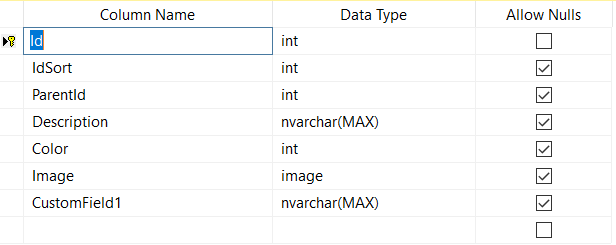 Column Name Data Type Allow Nulls
Id int
IdSort int
ParentId int
Description nvarchar(MAX)
Color int
Image image
CustomField1 nvarchar(MAX)